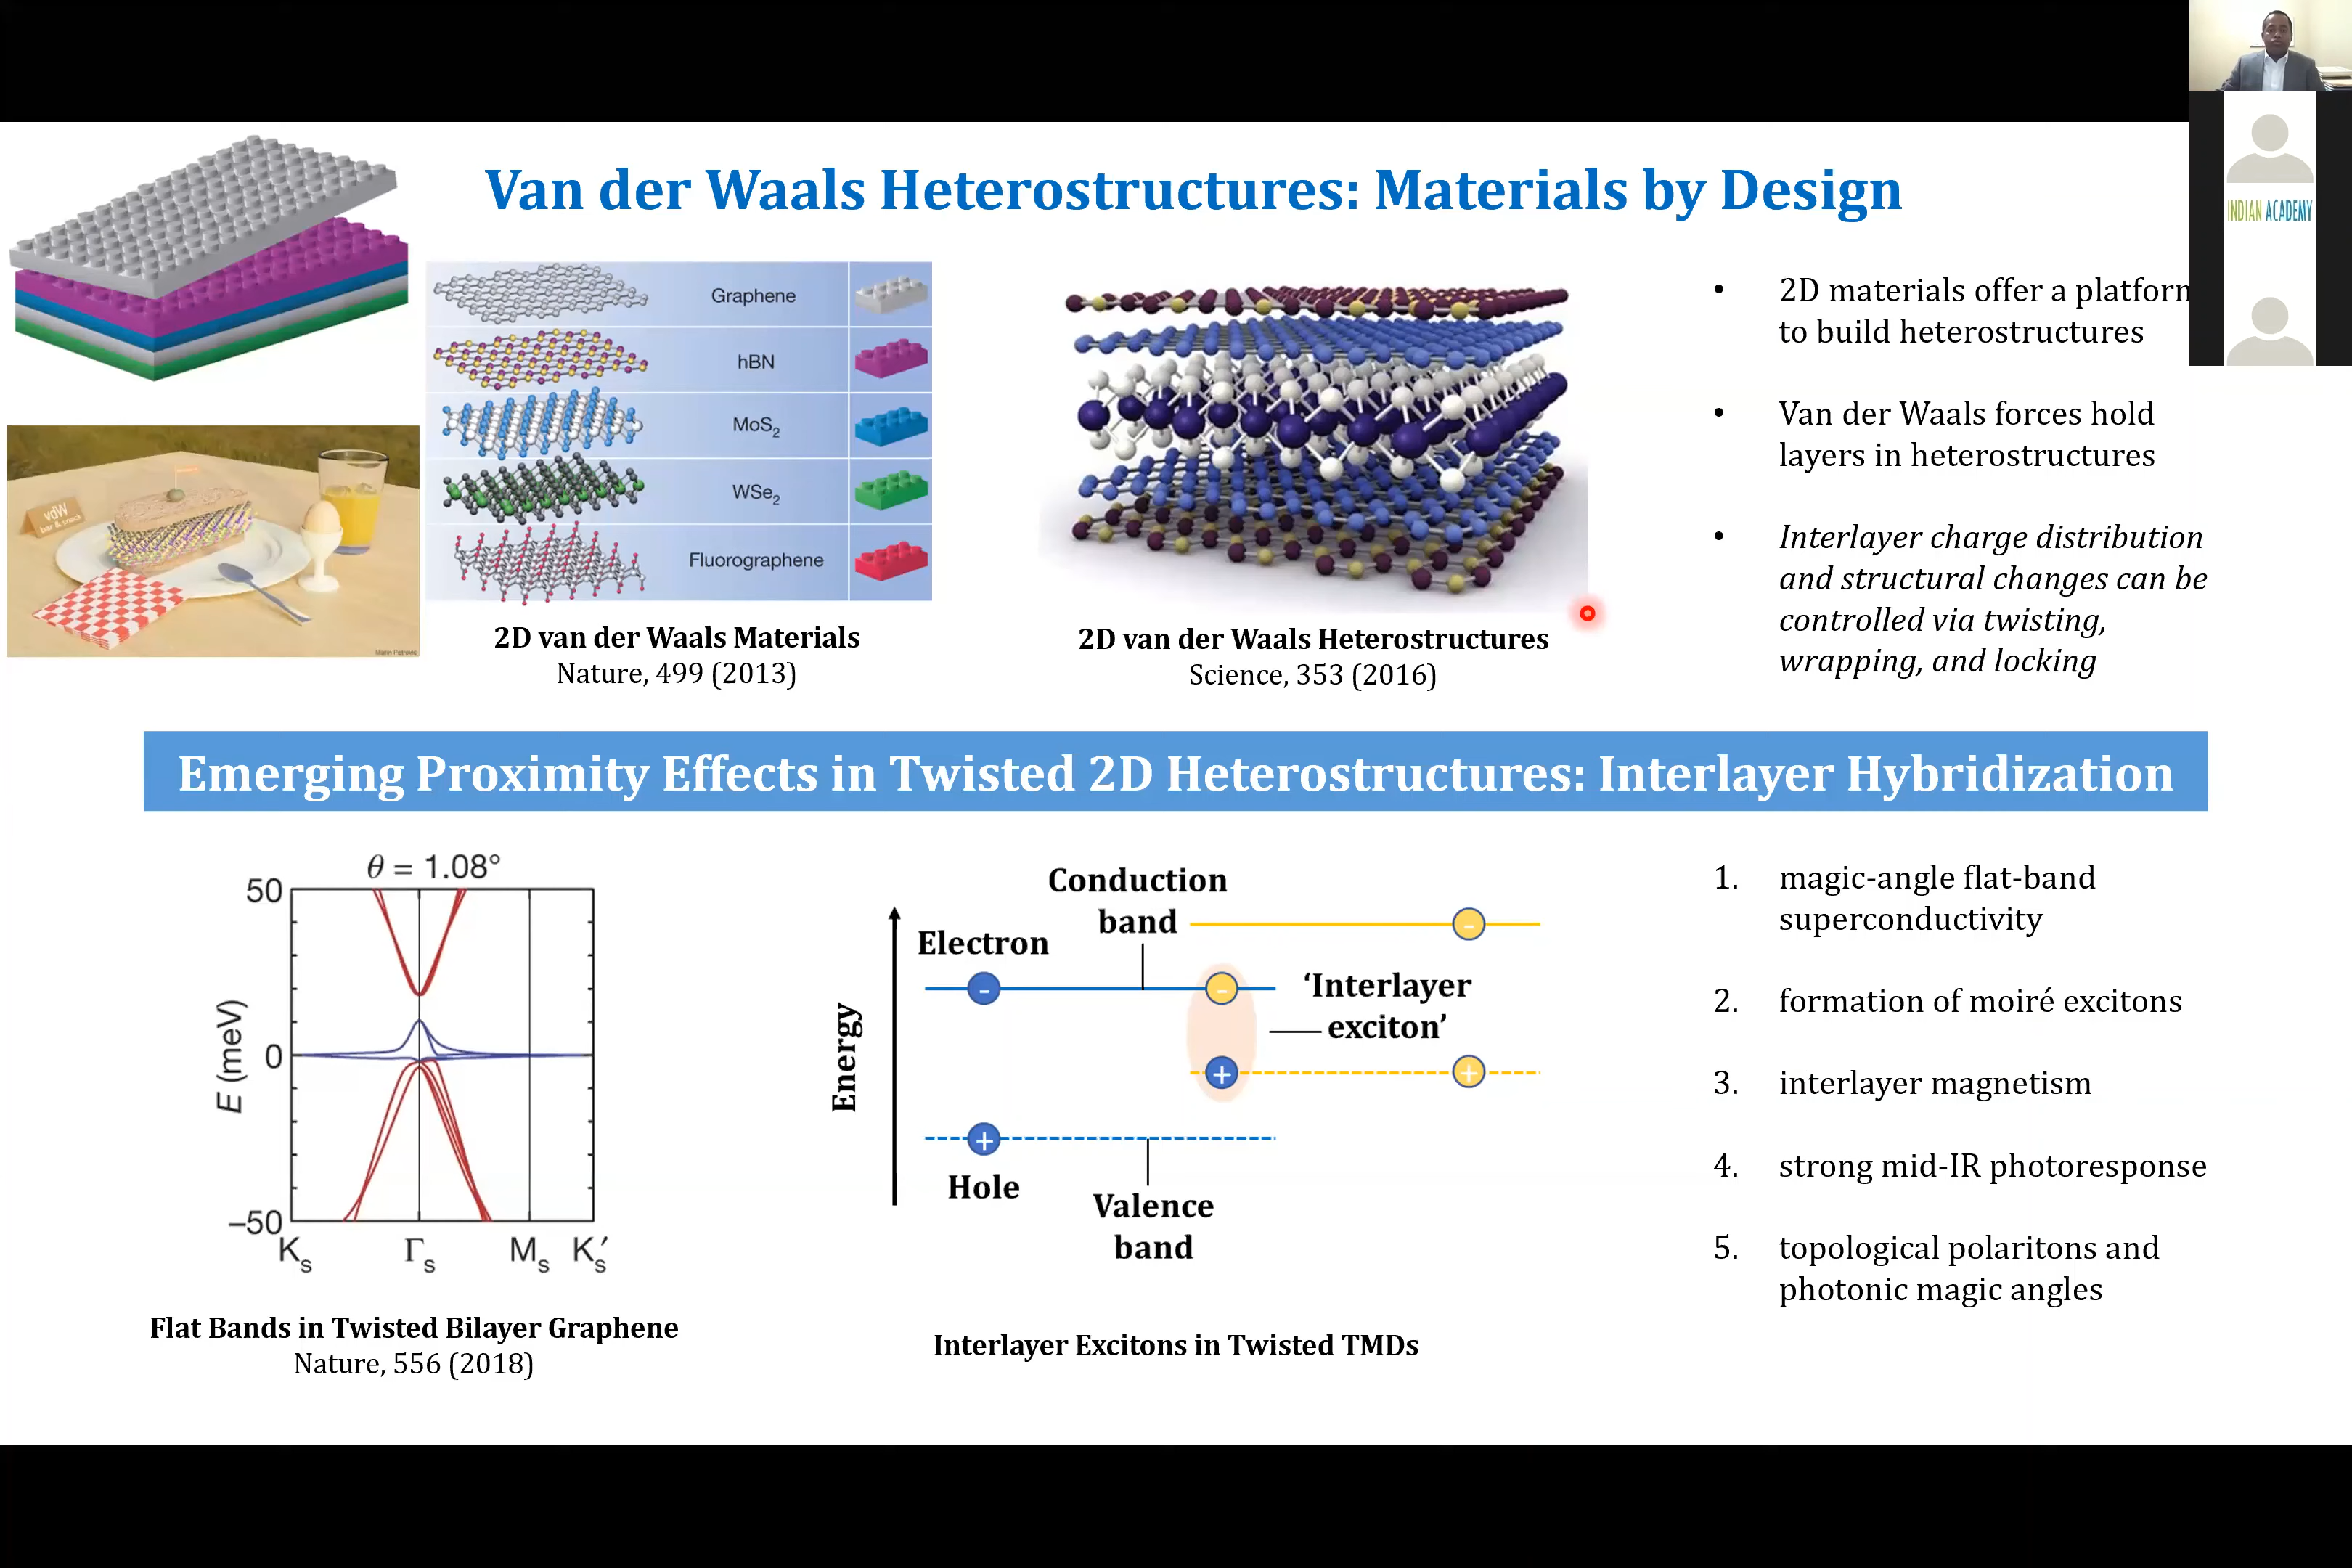 Van der Waals Heterostructures: Materials by Design
INDIAN ACADEMY
Graphene
hBN
MoS₂
WSe₂
Fluorographene
vdW
bar & snack
Marin Petrovic
2D van der Waals Materials
Nature, 499 (2013)
2D van der Waals Heterostructures
Science, 353 (2016)
• 2D materials offer a platform
to build heterostructures
• Van der Waals forces hold
layers in heterostructures
• Interlayer charge distribution
and structural changes can be
controlled via twisting,
wrapping, and locking
Emerging Proximity Effects in Twisted 2D Heterostructures: Interlayer Hybridization
θ = 1.08°
50
0
−50
E (meV)
Kₛ Γₛ Mₛ Kₛ′
Flat Bands in Twisted Bilayer Graphene
Nature, 556 (2018)
Energy
Conduction
band
Electron
-
-
-
‘Interlayer
exciton’
+
+
+
Hole
Valence
band
Interlayer Excitons in Twisted TMDs
1. magic-angle flat-band
superconductivity
2. formation of moiré excitons
3. interlayer magnetism
4. strong mid-IR photoresponse
5. topological polaritons and
photonic magic angles